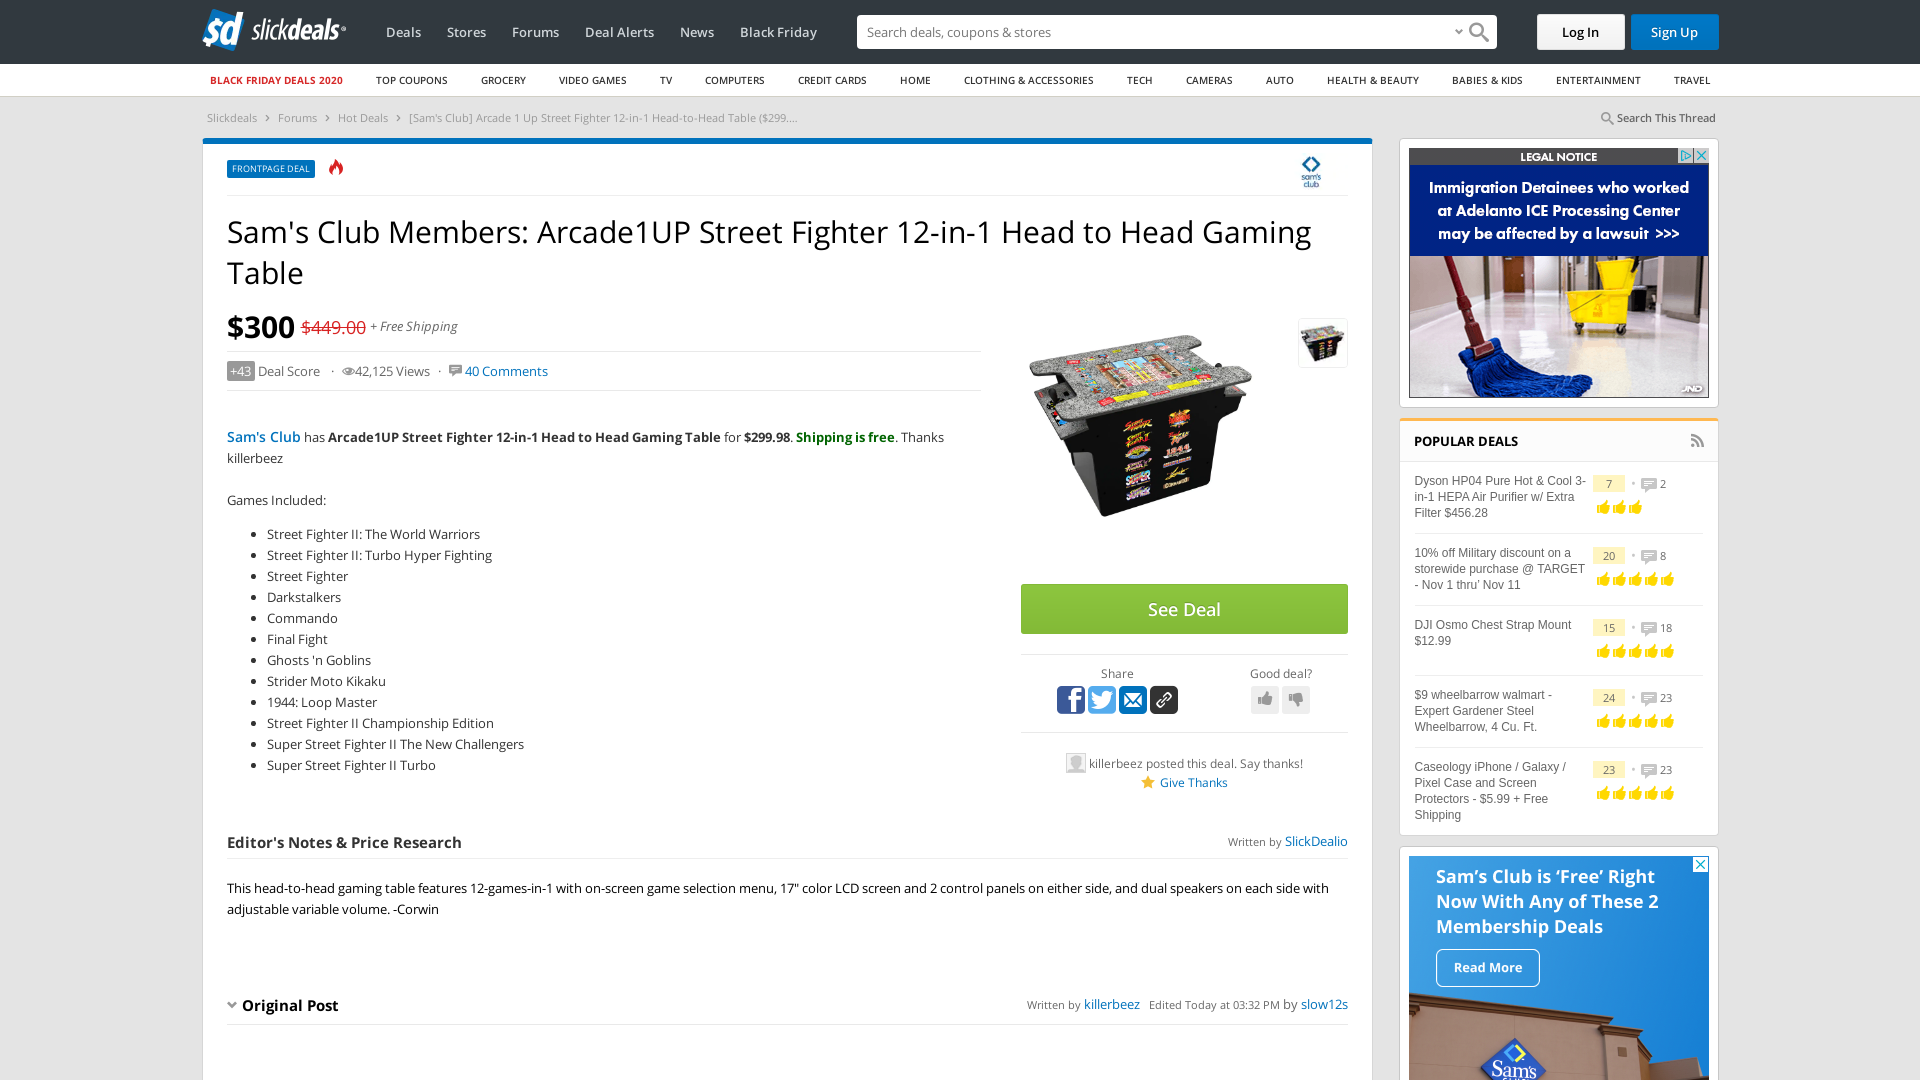 sd slickdeals
Deals
Stores
Forums
Deal Alerts
News
Black Friday
Search deals, coupons & stores
Log In
Sign Up
BLACK FRIDAY DEALS 2020
TOP COUPONS
GROCERY
VIDEO GAMES
TV
COMPUTERS
CREDIT CARDS
HOME
CLOTHING & ACCESSORIES
TECH
CAMERAS
AUTO
HEALTH & BEAUTY
BABIES & KIDS
ENTERTAINMENT
TRAVEL
Slickdeals › Forums › Hot Deals › [Sam's Club] Arcade 1 Up Street Fighter 12-in-1 Head-to-Head Table ($299....
Search This Thread
FRONTPAGE DEAL
sam's club
Sam's Club Members: Arcade1UP Street Fighter 12-in-1 Head to Head Gaming
Table
$300 $449.00 + Free Shipping
+43 Deal Score · 42,125 Views · 40 Comments
Sam's Club has Arcade1UP Street Fighter 12-in-1 Head to Head Gaming Table for $299.98. Shipping is free. Thanks
killerbeez
Games Included:
• Street Fighter II: The World Warriors
• Street Fighter II: Turbo Hyper Fighting
• Street Fighter
• Darkstalkers
• Commando
• Final Fight
• Ghosts 'n Goblins
• Strider Moto Kikaku
• 1944: Loop Master
• Street Fighter II Championship Edition
• Super Street Fighter II The New Challengers
• Super Street Fighter II Turbo
See Deal
Share
Good deal?
killerbeez posted this deal. Say thanks!
Give Thanks
Editor's Notes & Price Research
Written by SlickDealio
This head-to-head gaming table features 12-games-in-1 with on-screen game selection menu, 17" color LCD screen and 2 control panels on either side, and dual speakers on each side with
adjustable variable volume. -Corwin
Original Post
Written by killerbeez Edited Today at 03:32 PM by slow12s
LEGAL NOTICE
Immigration Detainees who worked
at Adelanto ICE Processing Center
may be affected by a lawsuit >>>
JND
POPULAR DEALS
Dyson HP04 Pure Hot & Cool 3-
in-1 HEPA Air Purifier w/ Extra
Filter $456.28
7 • 2
10% off Military discount on a
storewide purchase @ TARGET
- Nov 1 thru' Nov 11
20 • 8
DJI Osmo Chest Strap Mount
$12.99
15 • 18
$9 wheelbarrow walmart -
Expert Gardener Steel
Wheelbarrow, 4 Cu. Ft.
24 • 23
Caseology iPhone / Galaxy /
Pixel Case and Screen
Protectors - $5.99 + Free
Shipping
23 • 23
Sam's Club is 'Free' Right
Now With Any of These 2
Membership Deals
Read More
Sam's